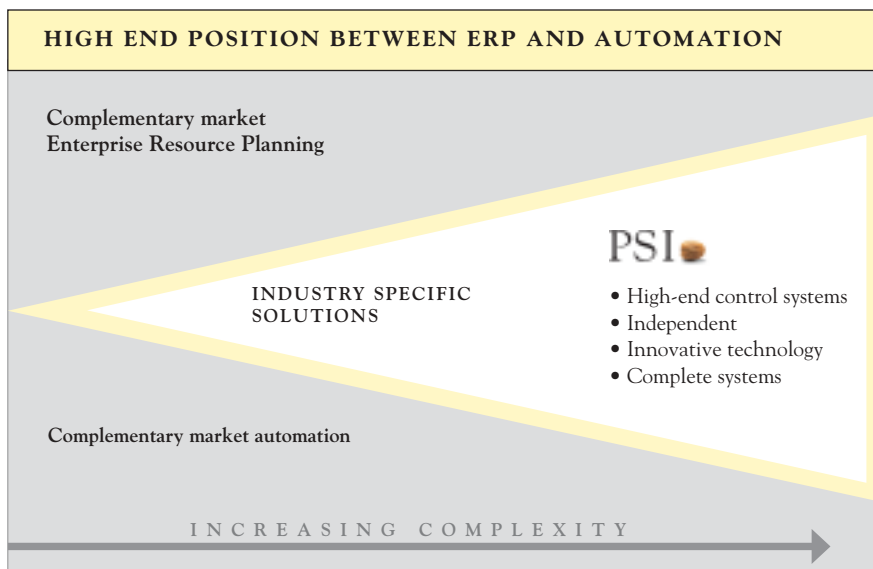 HIGH END POSITION BETWEEN ERP AND AUTOMATION
Complementary market
Enterprise Resource Planning
PSI
INDUSTRY SPECIFIC
SOLUTIONS
• High-end control systems
• Independent
• Innovative technology
• Complete systems
Complementary market automation
INCREASING COMPLEXITY